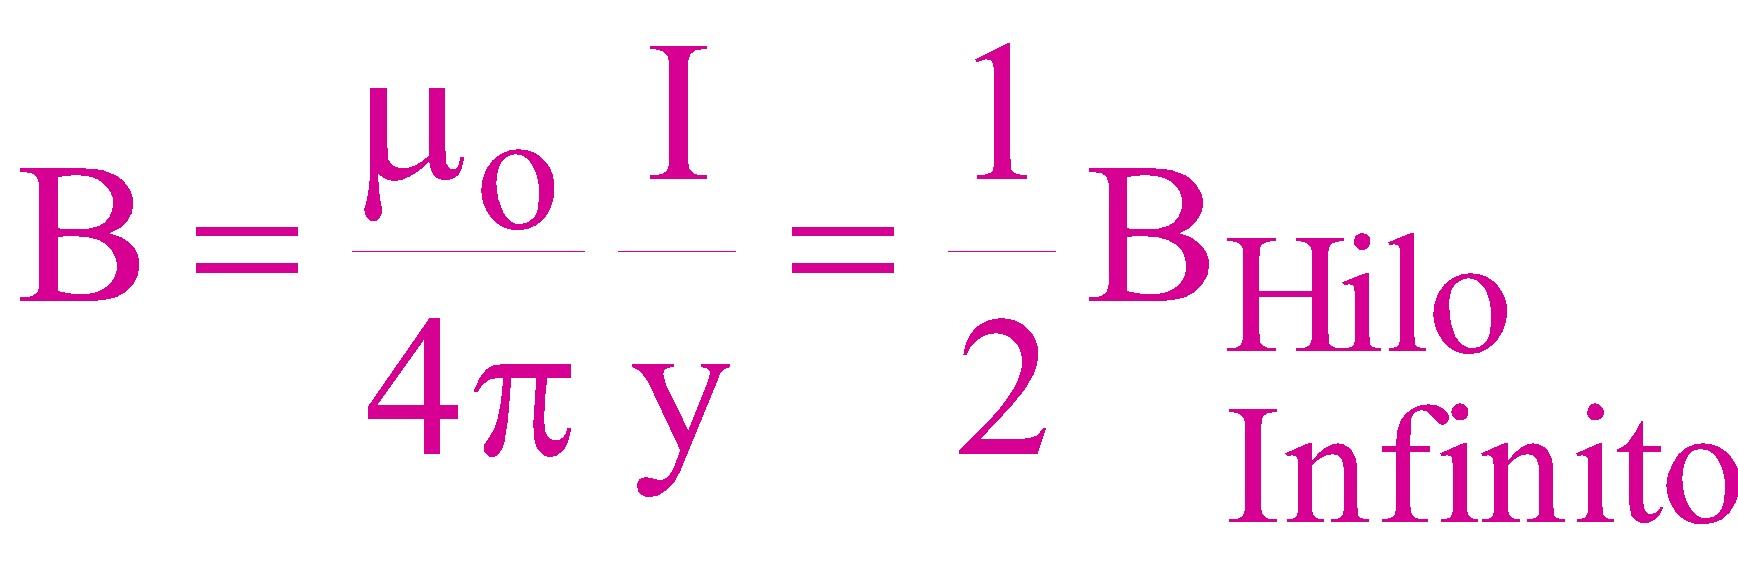 B = μo/4π I/y = 1/2 B Hilo
Infinito